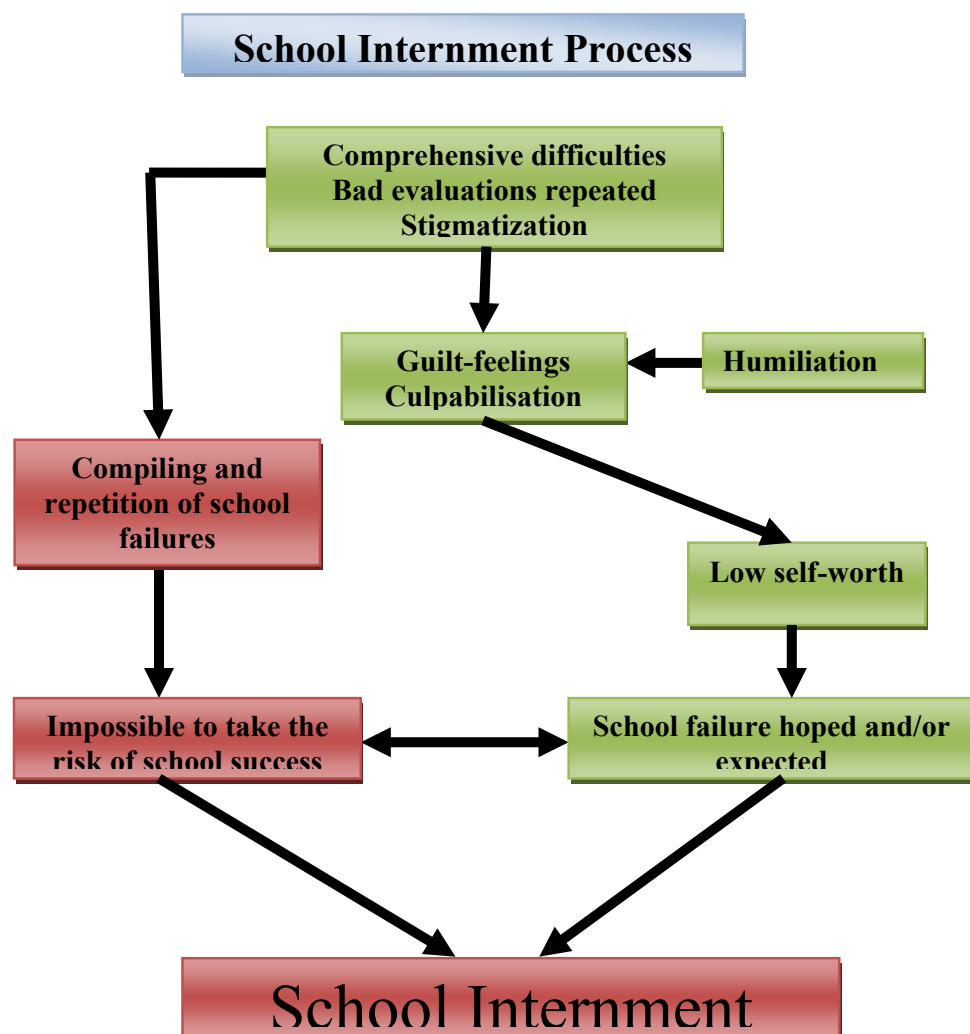 School Internment Process
Comprehensive difficulties
Bad evaluations repeated
Stigmatization
Guilt-feelings
Culpabilisation
Humiliation
Compiling and
repetition of school
failures
Low self-worth
Impossible to take the
risk of school success
School failure hoped and/or
expected
School Internment